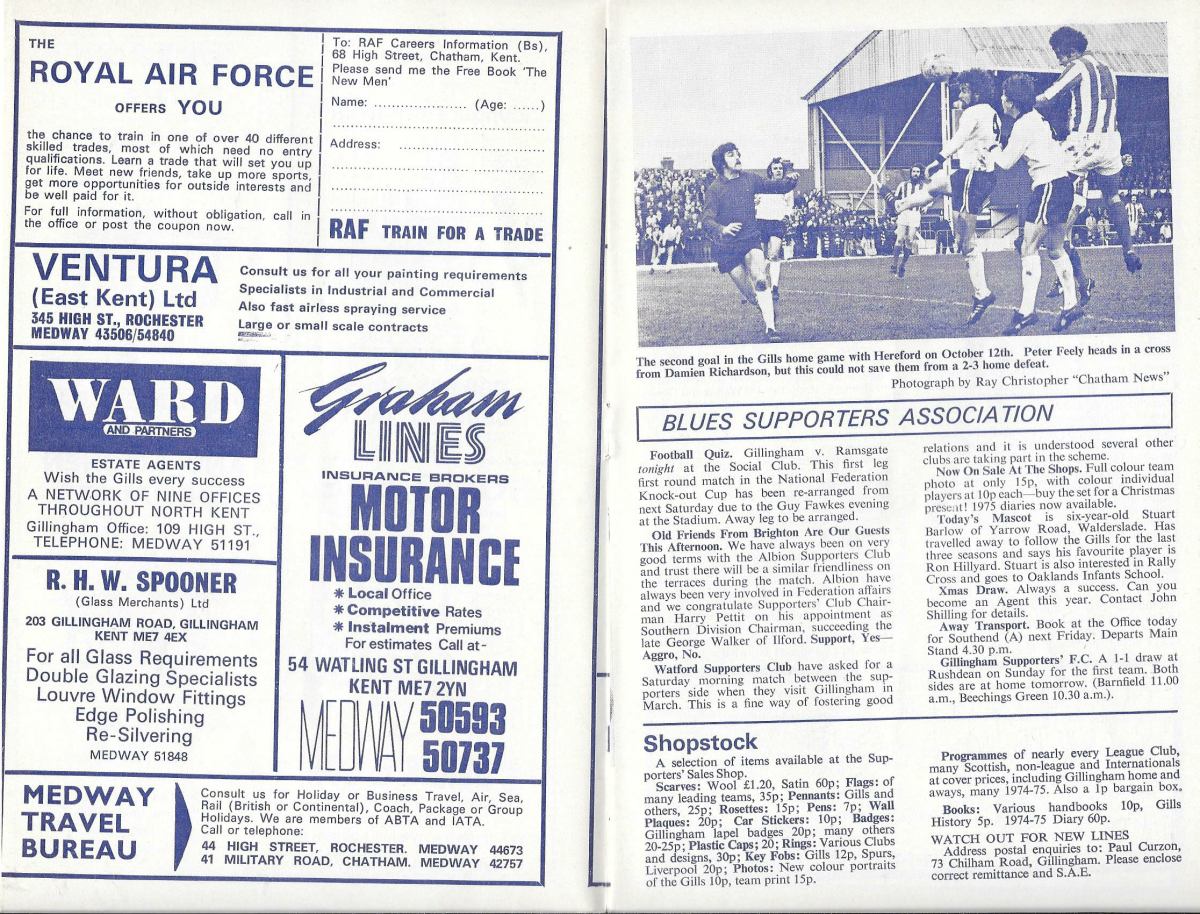 THE
ROYAL AIR FORCE
OFFERS YOU
the chance to train in one of over 40 different
skilled trades, most of which need no entry
qualifications. Learn a trade that will set you up
for life. Meet new friends, take up more sports,
get more opportunities for outside interests and
be well paid for it.
For full information, without obligation, call in
the office or post the coupon now.
To: RAF Careers Information (Bs),
68 High Street, Chatham, Kent.
Please send me the Free Book 'The
New Men'
Name: ...................... (Age: ......)
Address: ..............................
RAF TRAIN FOR A TRADE
VENTURA
(East Kent) Ltd
345 HIGH ST., ROCHESTER
MEDWAY 43506/54840
Consult us for all your painting requirements
Specialists in Industrial and Commercial
Also fast airless spraying service
Large or small scale contracts
WARD
AND PARTNERS
ESTATE AGENTS
Wish the Gills every success
A NETWORK OF NINE OFFICES
THROUGHOUT NORTH KENT
Gillingham Office: 109 HIGH ST.,
TELEPHONE: MEDWAY 51191
R. H. W. SPOONER
(Glass Merchants) Ltd
203 GILLINGHAM ROAD, GILLINGHAM
KENT ME7 4EX
For all Glass Requirements
Double Glazing Specialists
Louvre Window Fittings
Edge Polishing
Re-Silvering
MEDWAY 51848
Graham
LINES
INSURANCE BROKERS
MOTOR
INSURANCE
* Local Office
* Competitive Rates
* Instalment Premiums
For estimates Call at-
54 WATLING ST GILLINGHAM
KENT ME7 2YN
MEDWAY 50593
50737
MEDWAY
TRAVEL
BUREAU
Consult us for Holiday or Business Travel, Air, Sea,
Rail (British or Continental), Coach, Package or Group
Holidays. We are members of ABTA and IATA.
Call or telephone:
44 HIGH STREET, ROCHESTER. MEDWAY 44673
41 MILITARY ROAD, CHATHAM. MEDWAY 42757
The second goal in the Gills home game with Hereford on October 12th. Peter Feely heads in a cross
from Damien Richardson, but this could not save them from a 2-3 home defeat.
Photograph by Ray Christopher "Chatham News"
BLUES SUPPORTERS ASSOCIATION
Football Quiz. Gillingham v. Ramsgate
tonight at the Social Club. This first leg
first round match in the National Federation
Knock-out Cup has been re-arranged from
next Saturday due to the Guy Fawkes evening
at the Stadium. Away leg to be arranged.
Old Friends From Brighton Are Our Guests
This Afternoon. We have always been on very
good terms with the Albion Supporters Club
and trust there will be a similar friendliness on
the terraces during the match. Albion have
always been very involved in Federation affairs
and we congratulate Supporters' Club Chair-
man Harry Pettit on his appointment as
Southern Division Chairman, succeeding the
late George Walker of Ilford. Support, Yes—
Aggro, No.
Watford Supporters Club have asked for a
Saturday morning match between the sup-
porters side when they visit Gillingham in
March. This is a fine way of fostering good
relations and it is understood several other
clubs are taking part in the scheme.
Now On Sale At The Shops. Full colour team
photo at only 15p, with colour individual
players at 10p each—buy the set for a Christmas
present! 1975 diaries now available.
Today's Mascot is six-year-old Stuart
Barlow of Yarrow Road, Walderslade. Has
travelled away to follow the Gills for the last
three seasons and says his favourite player is
Ron Hillyard. Stuart is also interested in Rally
Cross and goes to Oaklands Infants School.
Xmas Draw. Always a success. Can you
become an Agent this year. Contact John
Shilling for details.
Away Transport. Book at the Office today
for Southend (A) next Friday. Departs Main
Stand 4.30 p.m.
Gillingham Supporters' F.C. A 1-1 draw at
Rushdean on Sunday for the first team. Both
sides are at home tomorrow. (Barnfield 11.00
a.m., Beechings Green 10.30 a.m.).
Shopstock
A selection of items available at the Sup-
porters' Sales Shop.
Scarves: Wool £1.20, Satin 60p; Flags: of
many leading teams, 35p; Pennants: Gills and
others, 25p; Rosettes: 15p; Pens: 7p; Wall
Plaques: 20p; Car Stickers: 10p; Badges:
Gillingham lapel badges 20p; many others
20-25p; Plastic Caps; 20; Rings: Various Clubs
and designs, 30p; Key Fobs: Gills 12p, Spurs,
Liverpool 20p; Photos: New colour portraits
of the Gills 10p, team print 15p.
Programmes of nearly every League Club,
many Scottish, non-league and Internationals
at cover prices, including Gillingham home and
aways, many 1974-75. Also a 1p bargain box.
Books: Various handbooks 10p, Gills
History 5p. 1974-75 Diary 60p.
WATCH OUT FOR NEW LINES
Address postal enquiries to: Paul Curzon,
73 Chilham Road, Gillingham. Please enclose
correct remittance and S.A.E.